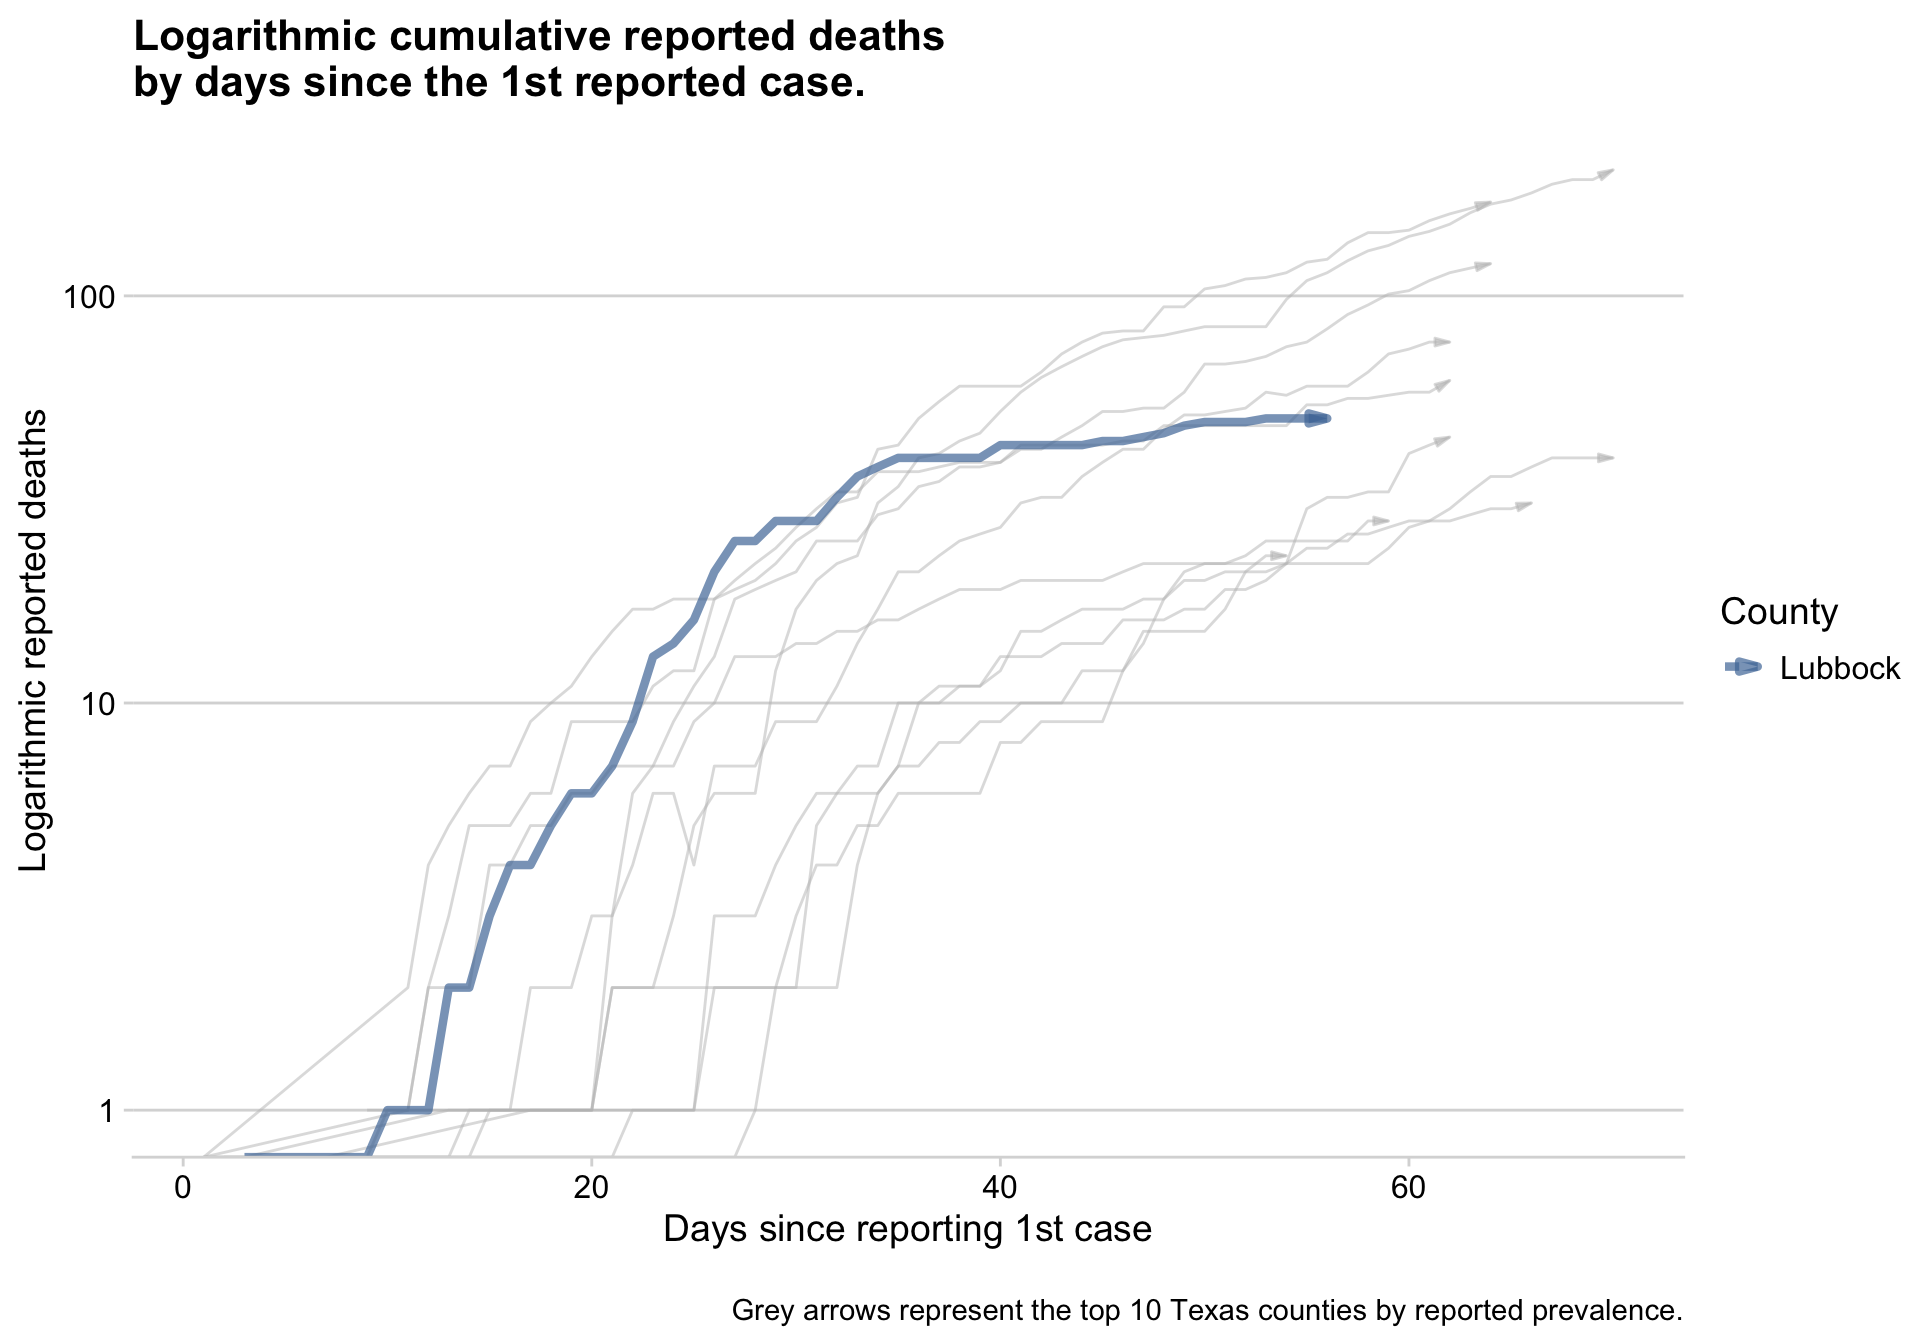 Logarithmic cumulative reported deaths
by days since the 1st reported case.
Logarithmic reported deaths
100
10
1
0 20 40 60
Days since reporting 1st case
County
Lubbock
Grey arrows represent the top 10 Texas counties by reported prevalence.